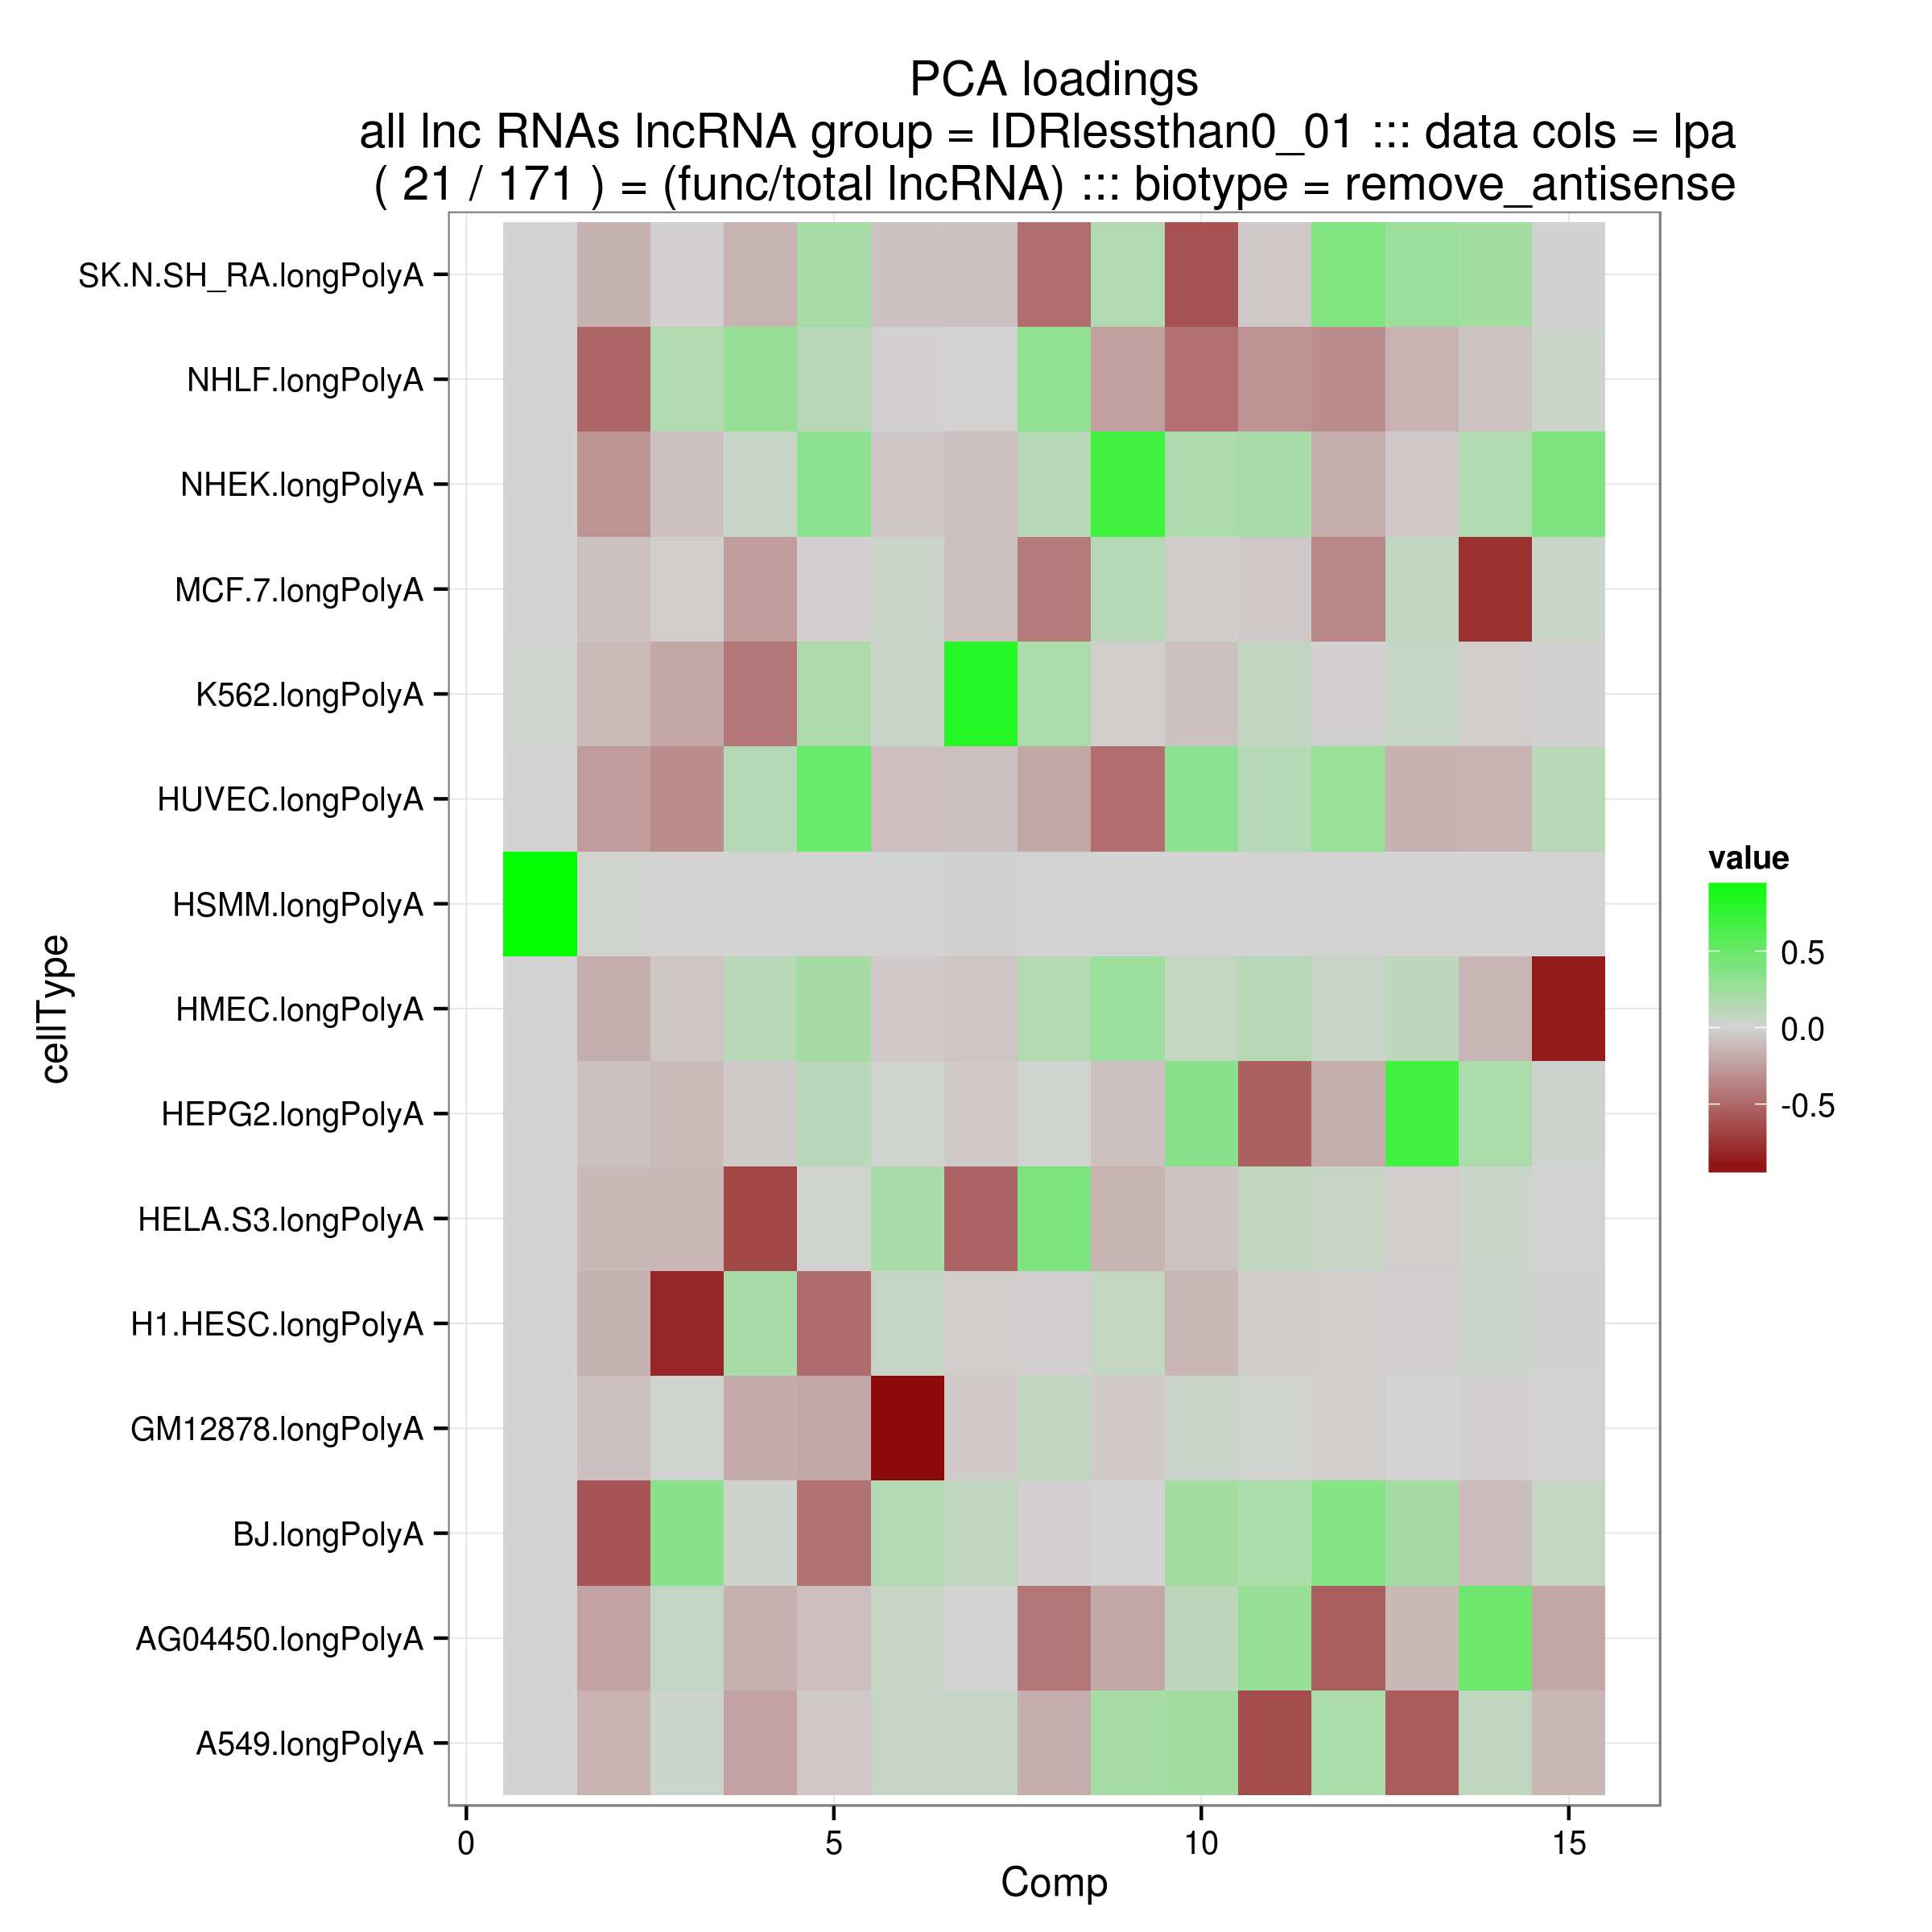 PCA loadings
all lnc RNAs lncRNA group = IDRlessthan0_01 ::: data cols = lpa
( 21 / 171 ) = (func/total lncRNA) ::: biotype = remove_antisense
SK.N.SH_RA.longPolyA
NHLF.longPolyA
NHEK.longPolyA
MCF.7.longPolyA
K562.longPolyA
HUVEC.longPolyA
HSMM.longPolyA
HMEC.longPolyA
HEPG2.longPolyA
HELA.S3.longPolyA
H1.HESC.longPolyA
GM12878.longPolyA
BJ.longPolyA
AG04450.longPolyA
A549.longPolyA
cellType
0
5
10
15
Comp
value
0.5
0.0
-0.5